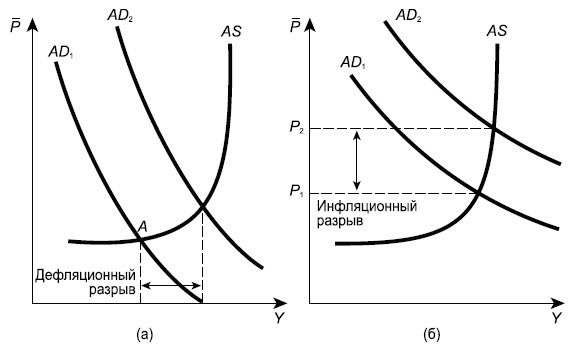 P̅
AD₁
AD₂
AS
A
Дефляционный
разрыв
Y
(а)
P̅
AD₂
AD₁
AS
P₂
P₁
Инфляционный
разрыв
Y
(б)